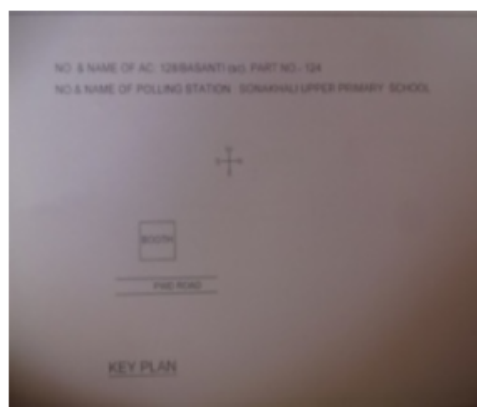 NO. & NAME OF AC: 128/BASANTI (SC). PART NO.- 124
NO.& NAME OF POLLING STATION : SONAKHALI UPPER PRIMARY SCHOOL
BOOTH
PWD ROAD
KEY PLAN